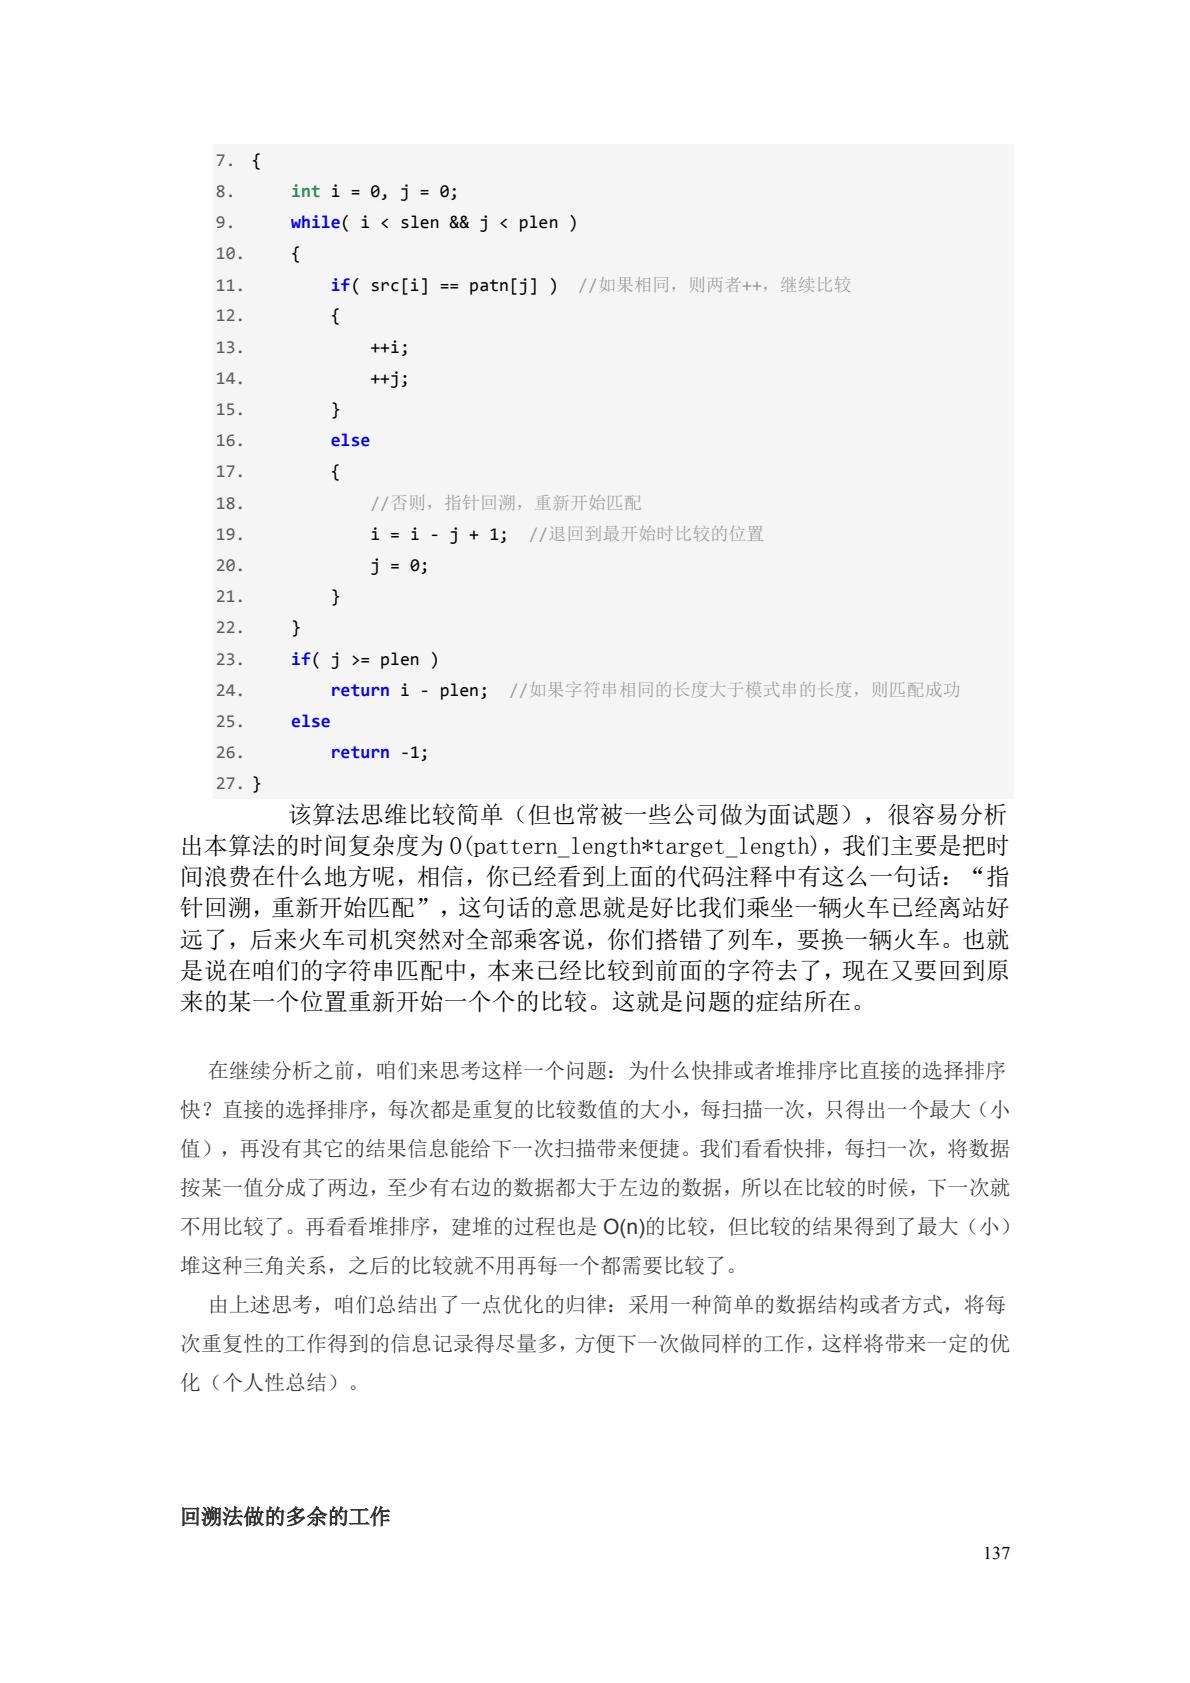 7. {
8.     int i = 0, j = 0;
9.     while( i < slen && j < plen )
10.     {
11.         if( src[i] == patn[j] )  //如果相同，则两者++，继续比较
12.         {
13.             ++i;
14.             ++j;
15.         }
16.         else
17.         {
18.             //否则，指针回溯，重新开始匹配
19.             i = i - j + 1;  //退回到最开始时比较的位置
20.             j = 0;
21.         }
22.     }
23.     if( j >= plen )
24.         return i - plen;  //如果字符串相同的长度大于模式串的长度，则匹配成功
25.     else
26.         return -1;
27. }
该算法思维比较简单（但也常被一些公司做为面试题），很容易分析
出本算法的时间复杂度为 O(pattern_length*target_length)，我们主要是把时
间浪费在什么地方呢，相信，你已经看到上面的代码注释中有这么一句话：“指
针回溯，重新开始匹配”，这句话的意思就是好比我们乘坐一辆火车已经离站好
远了，后来火车司机突然对全部乘客说，你们搭错了列车，要换一辆火车。也就
是说在咱们的字符串匹配中，本来已经比较到前面的字符去了，现在又要回到原
来的某一个位置重新开始一个个的比较。这就是问题的症结所在。
在继续分析之前，咱们来思考这样一个问题：为什么快排或者堆排序比直接的选择排序
快？直接的选择排序，每次都是重复的比较数值的大小，每扫描一次，只得出一个最大（小
值），再没有其它的结果信息能给下一次扫描带来便捷。我们看看快排，每扫一次，将数据
按某一值分成了两边，至少有右边的数据都大于左边的数据，所以在比较的时候，下一次就
不用比较了。再看看堆排序，建堆的过程也是 O(n)的比较，但比较的结果得到了最大（小）
堆这种三角关系，之后的比较就不用再每一个都需要比较了。
由上述思考，咱们总结出了一点优化的归律：采用一种简单的数据结构或者方式，将每
次重复性的工作得到的信息记录得尽量多，方便下一次做同样的工作，这样将带来一定的优
化（个人性总结）。
回溯法做的多余的工作
137